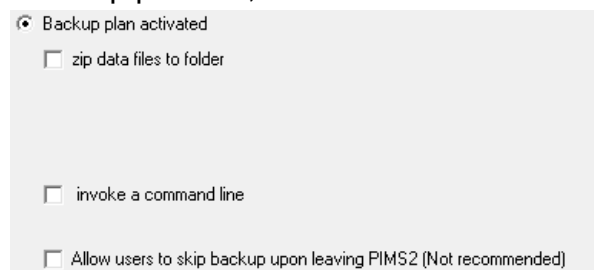 Backup plan activated
zip data files to folder
invoke a command line
Allow users to skip backup upon leaving PIMS2 (Not recommended)